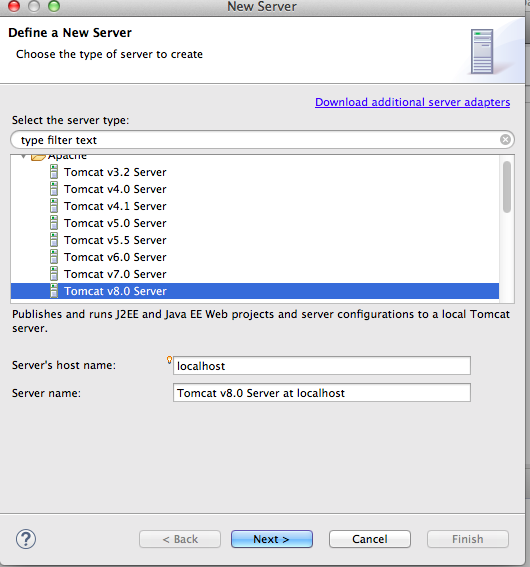 New Server
Define a New Server
Choose the type of server to create
Download additional server adapters
Select the server type:
type filter text
Apache
Tomcat v3.2 Server
Tomcat v4.0 Server
Tomcat v4.1 Server
Tomcat v5.0 Server
Tomcat v5.5 Server
Tomcat v6.0 Server
Tomcat v7.0 Server
Tomcat v8.0 Server
Publishes and runs J2EE and Java EE Web projects and server configurations to a local Tomcat
server.
Server's host name:
localhost
Server name:
Tomcat v8.0 Server at localhost
?
< Back
Next >
Cancel
Finish